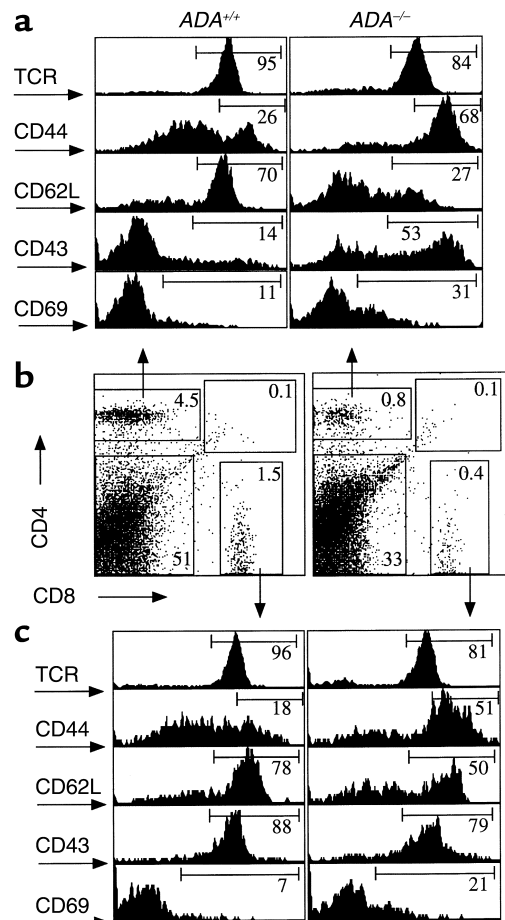 a
ADA+/+ ADA–/–
TCR 95 84
CD44 26 68
CD62L 70 27
CD43 14 53
CD69 11 31
b
4.5 0.1 0.8 0.1
1.5 0.4
CD4
51 33
CD8
c
TCR 96 81
CD44 18 51
CD62L 78 50
CD43 88 79
CD69 7 21